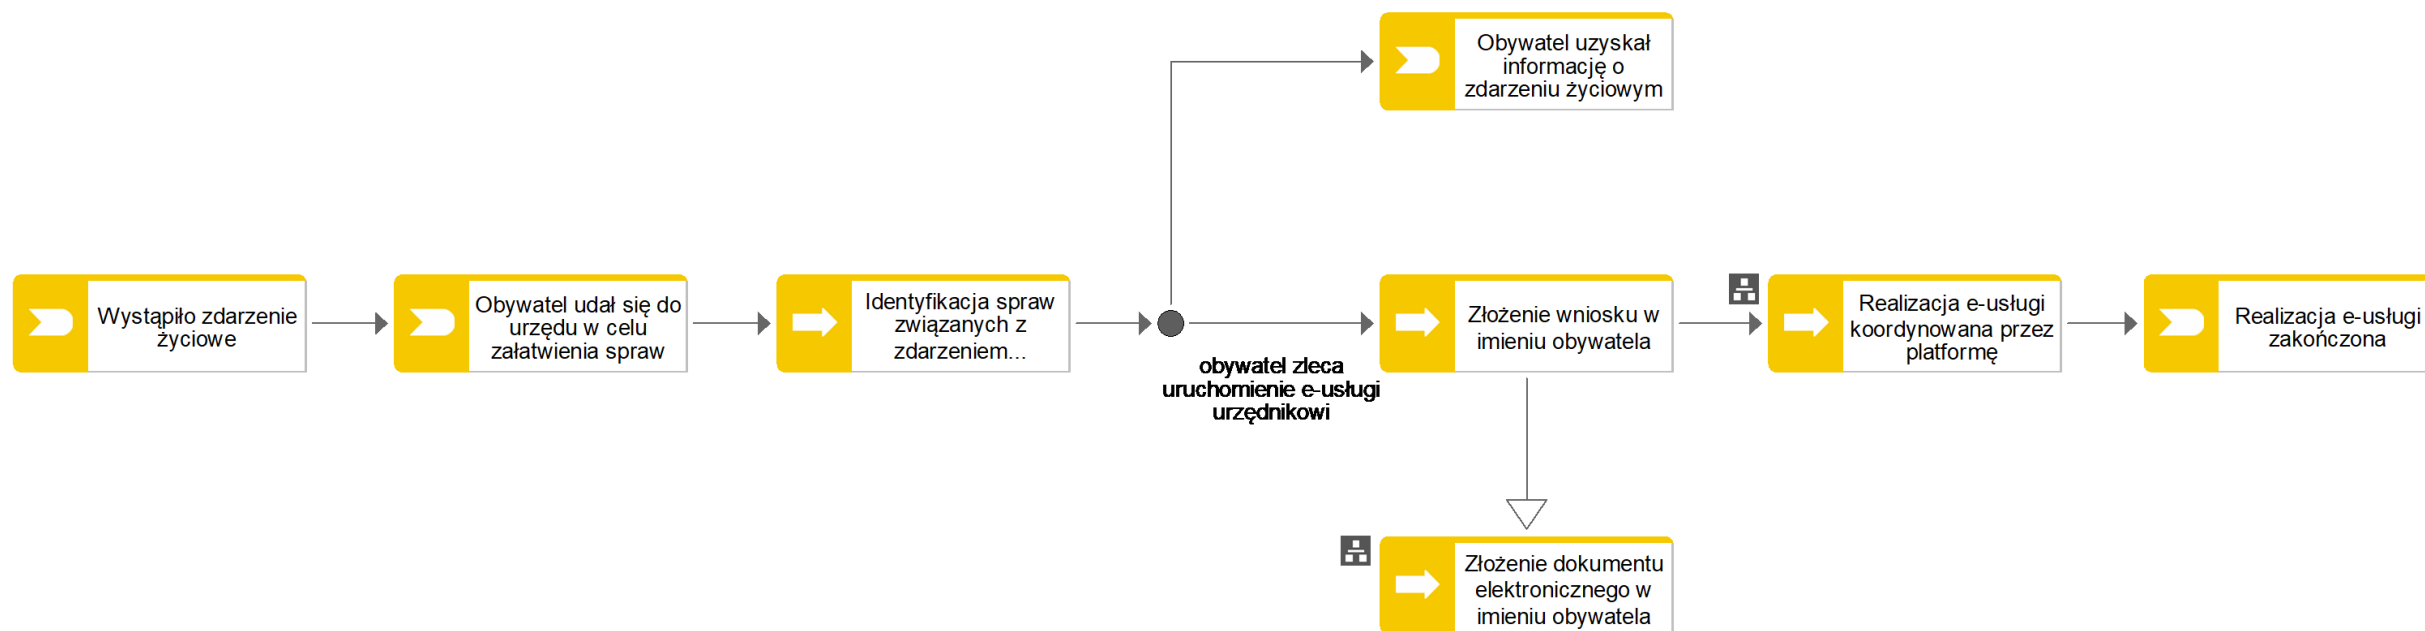 Obywatel uzyskał
informację o
zdarzeniu życiowym
Wystąpiło zdarzenie
życiowe
Obywatel udał się do
urzędu w celu
załatwienia spraw
Identyfikacja spraw
związanych z
zdarzeniem...
obywatel zleca
uruchomienie e-usługi
urzędnikowi
Złożenie wniosku w
imieniu obywatela
Realizacja e-usługi
koordynowana przez
platformę
Realizacja e-usługi
zakończona
Złożenie dokumentu
elektronicznego w
imieniu obywatela